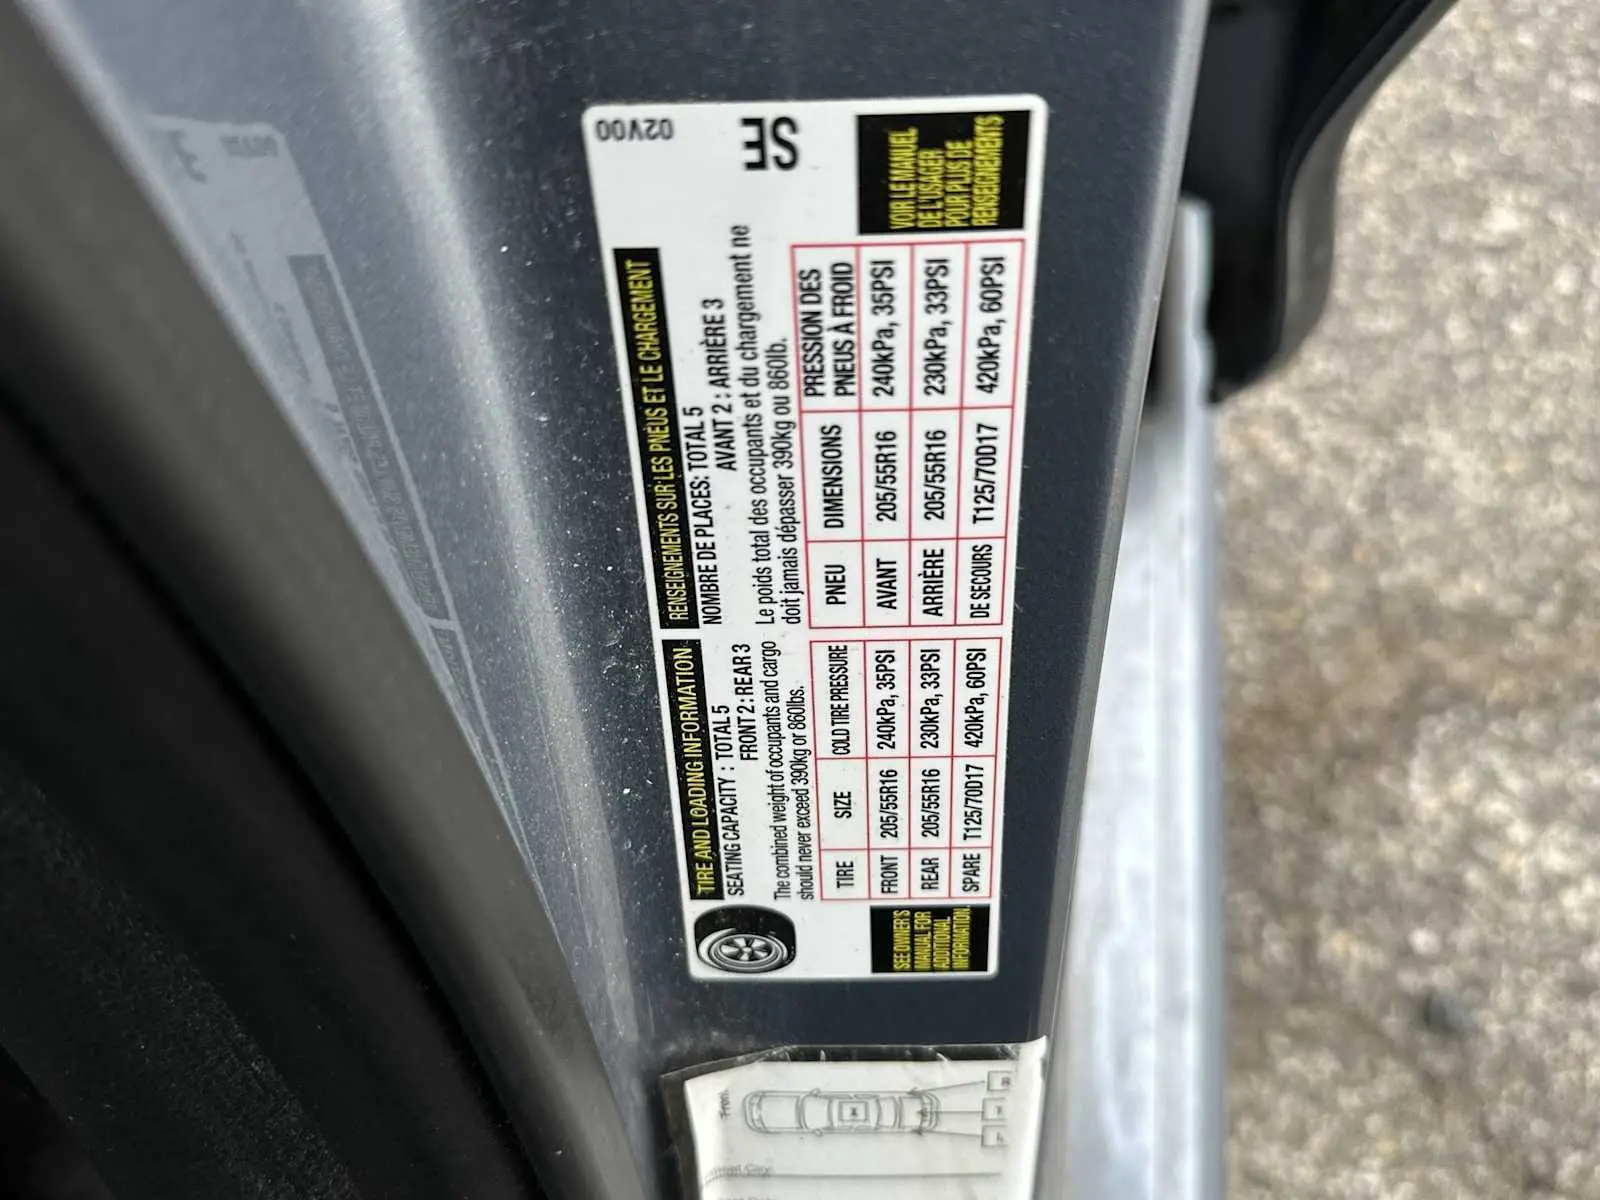 TIRE AND LOADING INFORMATION
SEATING CAPACITY : TOTAL 5
FRONT 2 : REAR 3
The combined weight of occupants and cargo
should never exceed 390kg or 860lbs.
TIRE SIZE COLD TIRE PRESSURE
FRONT 205/55R16 240kPa, 35PSI
REAR 205/55R16 230kPa, 33PSI
SPARE T125/70D17 420kPa, 60PSI
SEE OWNER'S
MANUAL FOR
ADDITIONAL
INFORMATION.
RENSEIGNEMENTS SUR LES PNEUS ET LE CHARGEMENT
NOMBRE DE PLACES: TOTAL 5
AVANT 2 : ARRIÈRE 3
Le poids total des occupants et du chargement ne
doit jamais dépasser 390kg ou 860lb.
PNEU DIMENSIONS PRESSION DES
PNEUS À FROID
AVANT 205/55R16 240kPa, 35PSI
ARRIÈRE 205/55R16 230kPa, 33PSI
DE SECOURS T125/70D17 420kPa, 60PSI
VOIR LE MANUEL
DE L'USAGER
POUR PLUS DE
RENSEIGNEMENTS
02V00
SE